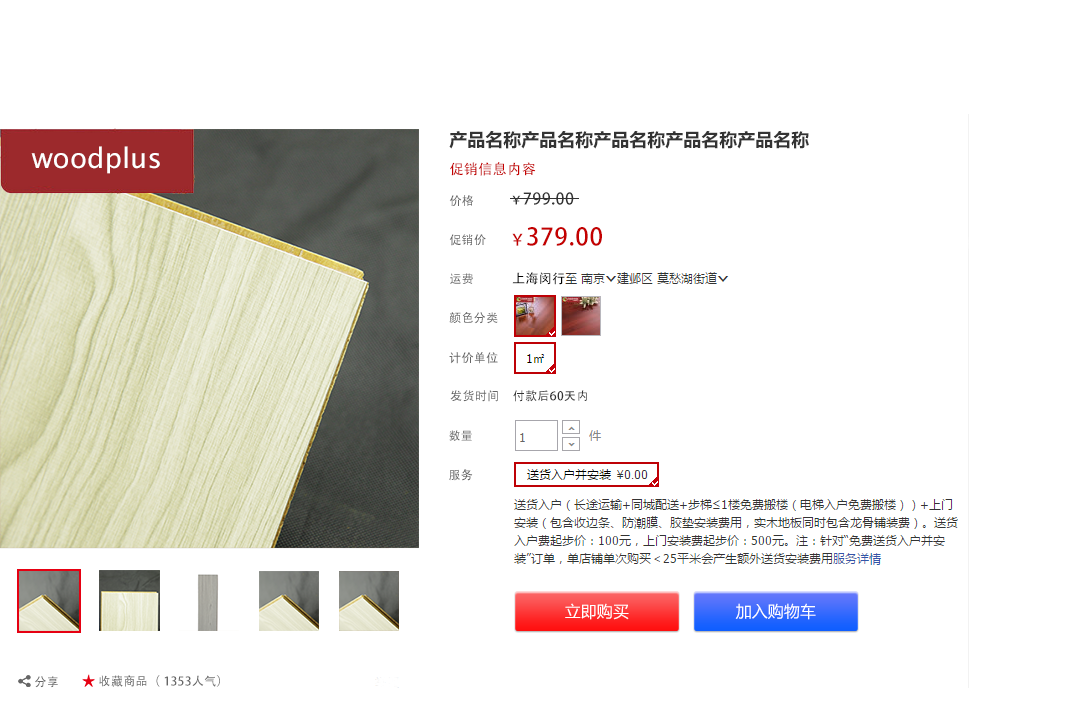 woodplus
产品名称产品名称产品名称产品名称产品名称
促销信息内容
价格 ¥799.00
促销价 ¥379.00
运费 上海闵行至 南京 建邺区 莫愁湖街道
颜色分类
计价单位 1㎡
发货时间 付款后60天内
数量 1 件
服务 送货入户并安装 ¥0.00
送货入户（长途运输+同城配送+步梯≤1楼免费搬楼（电梯入户免费搬楼））+上门
安装（包含收边条、防潮膜、胶垫安装费用，实木地板同时包含龙骨铺装费）。送货
入户费起步价：100元，上门安装费起步价：500元。注：针对“免费送货入户并安
装”订单，单店铺单次购买＜25平米会产生额外送货安装费用服务详情
立即购买 加入购物车
分享 收藏商品（1353人气）